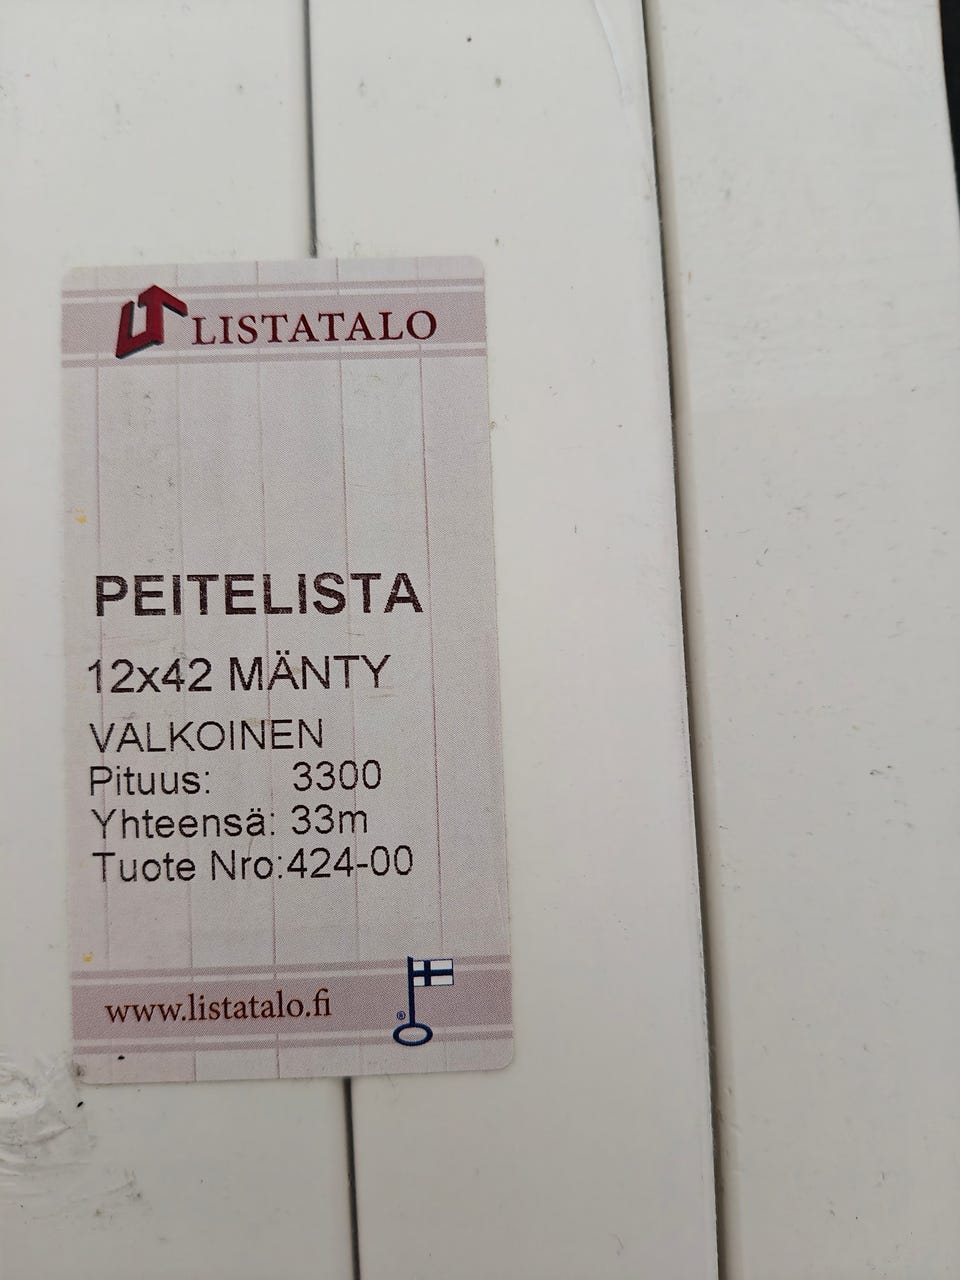 LISTATALO
PEITELISTA
12x42 MÄNTY
VALKOINEN
Pituus: 3300
Yhteensä: 33m
Tuote Nro:424-00
www.listatalo.fi
®